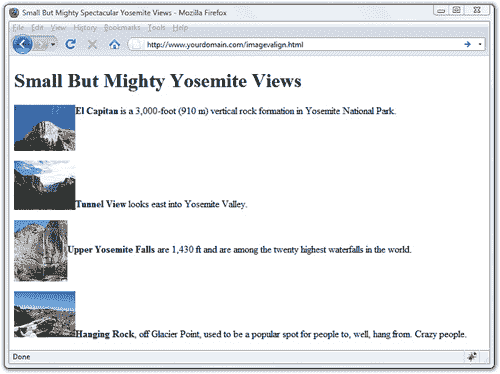 Small But Mighty Spectacular Yosemite Views - Mozilla Firefox
File Edit View History Bookmarks Tools Help
http://www.yourdomain.com/imagevalign.html
Small But Mighty Yosemite Views
El Capitan is a 3,000-foot (910 m) vertical rock formation in Yosemite National Park.
Tunnel View looks east into Yosemite Valley.
Upper Yosemite Falls are 1,430 ft and are among the twenty highest waterfalls in the world.
Hanging Rock, off Glacier Point, used to be a popular spot for people to, well, hang from. Crazy people.
Done